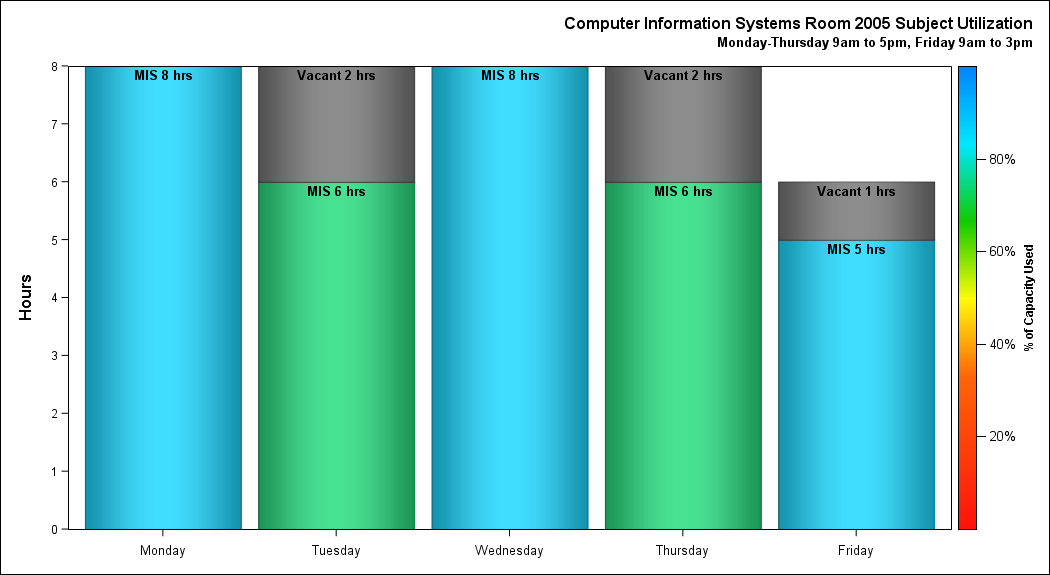 Computer Information Systems Room 2005 Subject Utilization
Monday-Thursday 9am to 5pm, Friday 9am to 3pm
8
7
6
5
4
3
2
1
0
Hours
MIS 8 hrs
Vacant 2 hrs
MIS 6 hrs
MIS 8 hrs
Vacant 2 hrs
MIS 6 hrs
Vacant 1 hrs
MIS 5 hrs
Monday
Tuesday
Wednesday
Thursday
Friday
80%
60%
40%
20%
% of Capacity Used